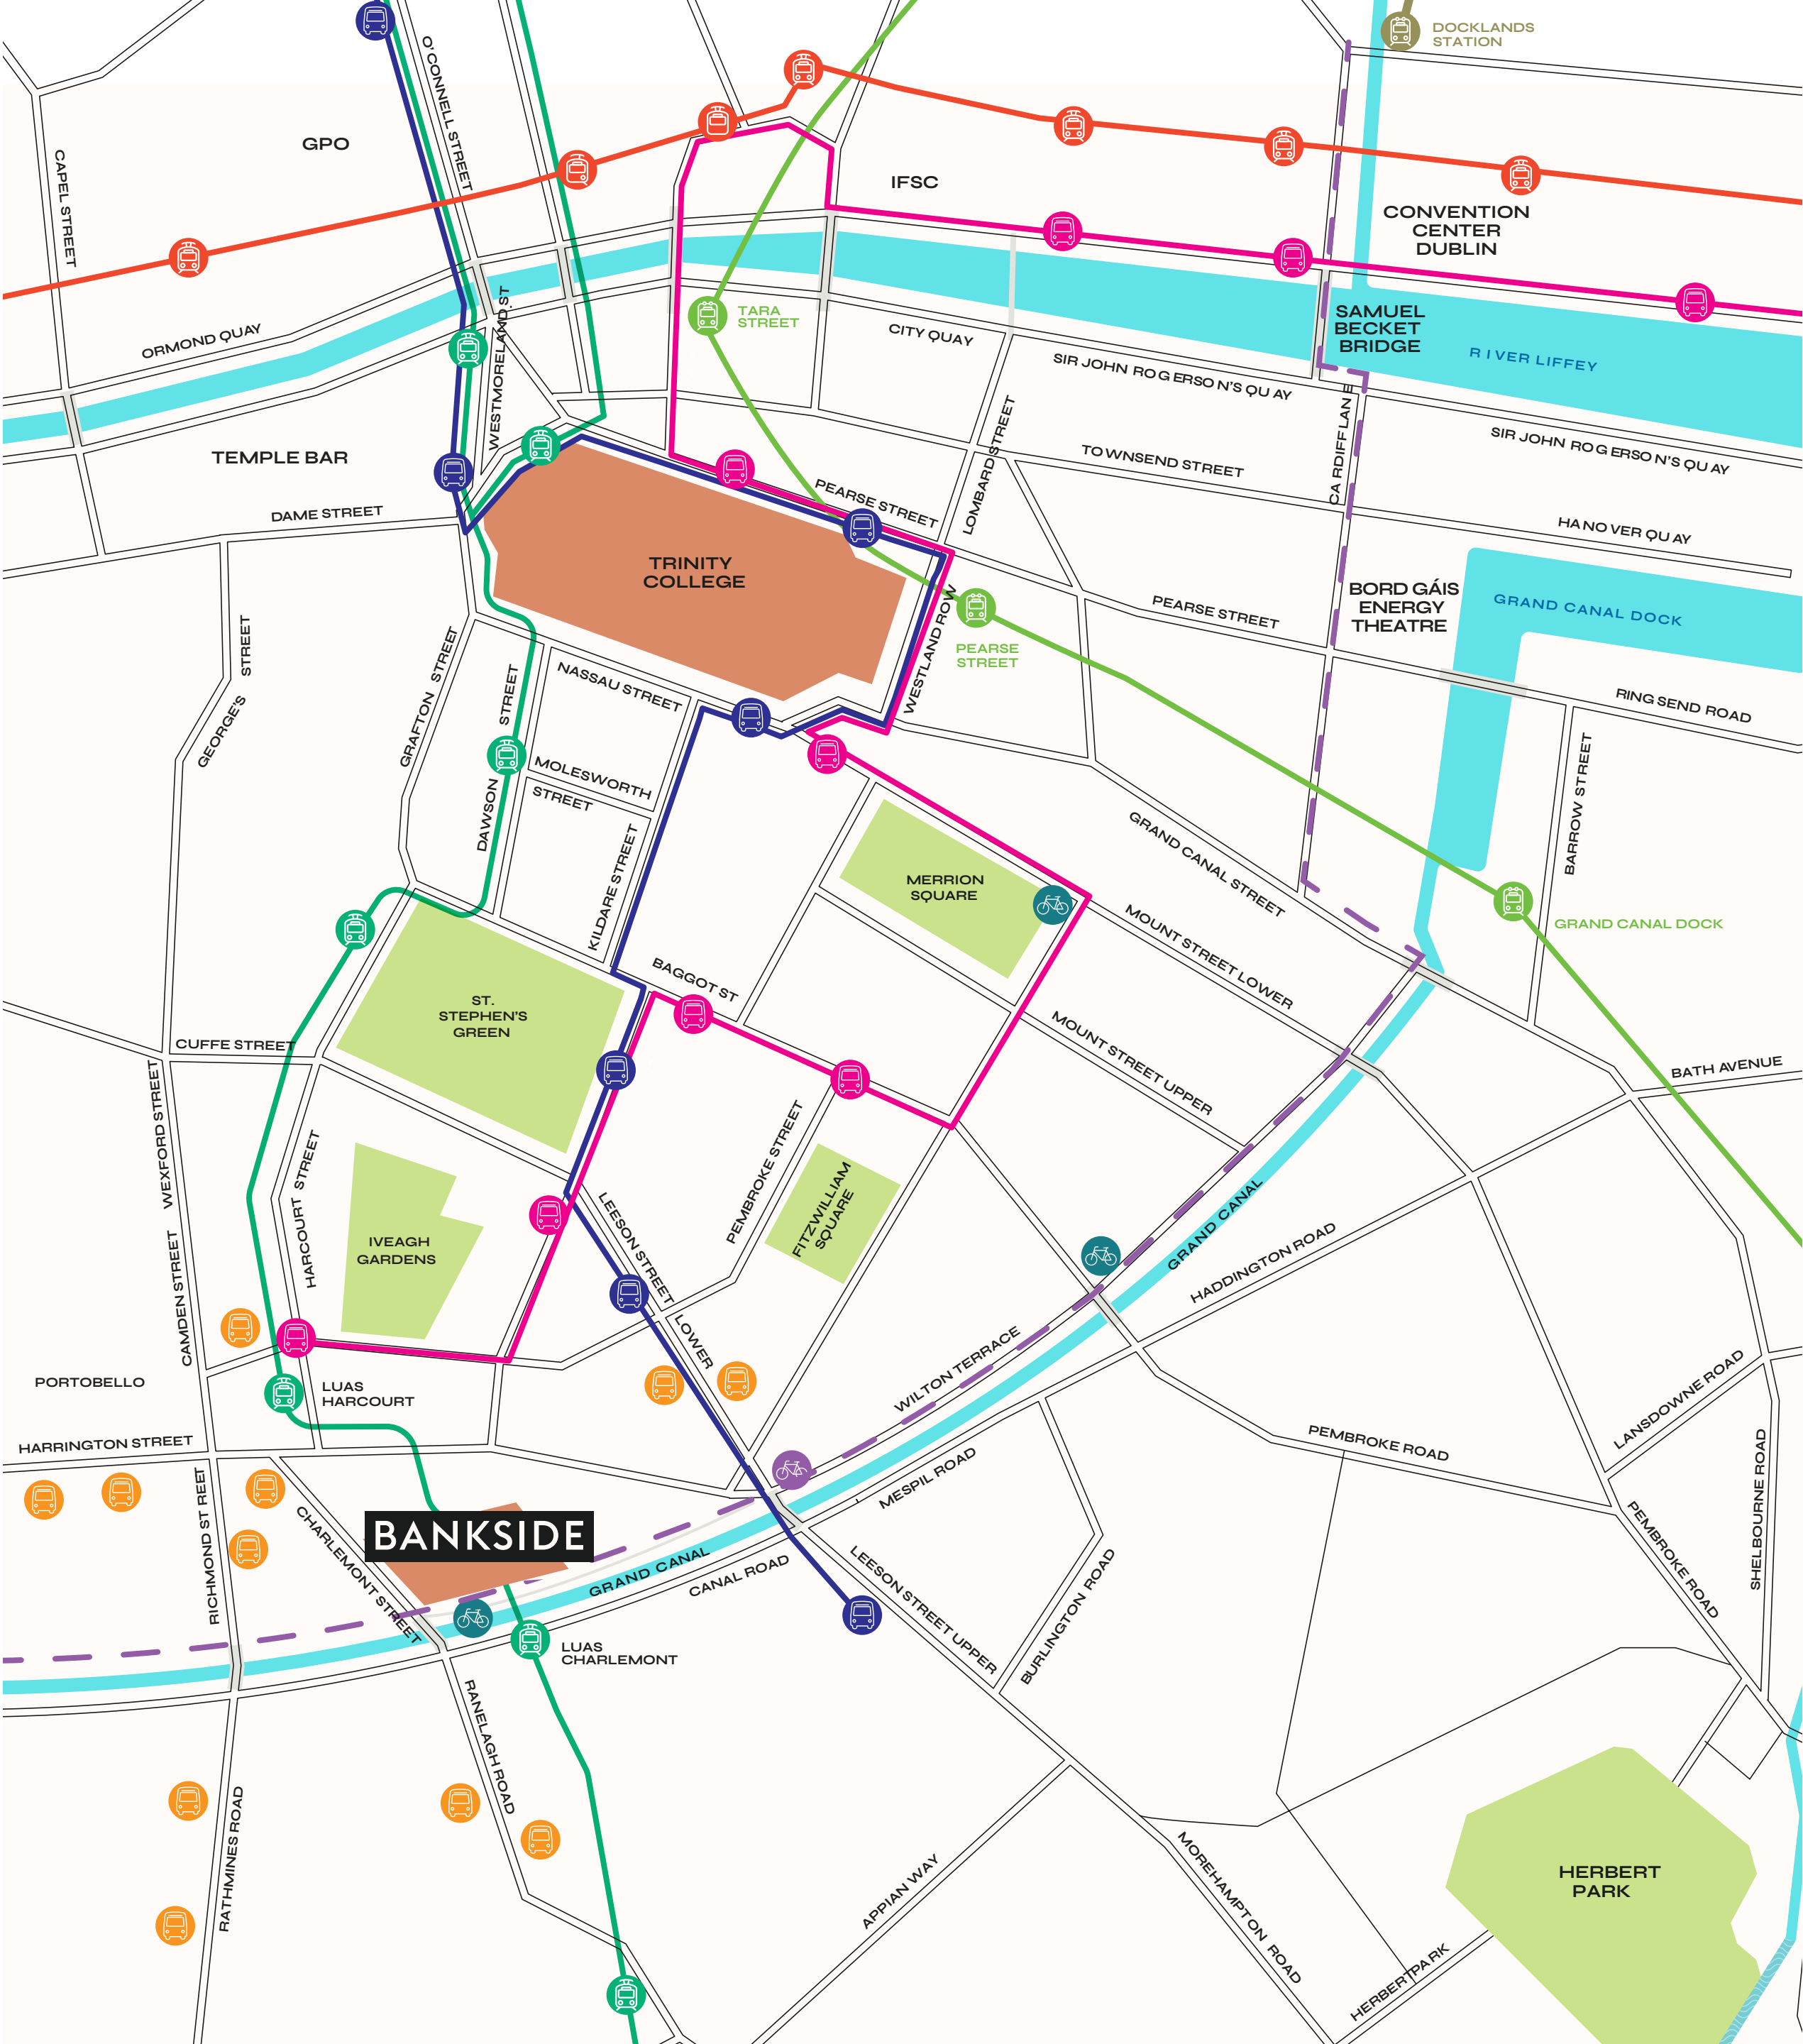 DOCKLANDS
STATION
O'CONNELL STREET
GPO
CAPEL STREET
IFSC
CONVENTION
CENTER
DUBLIN
TARA
STREET
SAMUEL
BECKET
BRIDGE
RIVER LIFFEY
ORMOND QUAY
WESTMORELAND ST
CITY QUAY
SIR JOHN ROGERSON'S QUAY
CARDIFF LANE
SIR JOHN ROGERSON'S QUAY
TEMPLE BAR
TOWNSEND STREET
LOMBARD STREET
PEARSE STREET
DAME STREET
HANOVER QUAY
TRINITY
COLLEGE
BORD GÁIS
ENERGY
THEATRE
GRAND CANAL DOCK
PEARSE STREET
WESTLAND ROW
PEARSE
STREET
GEORGE'S STREET
GRAFTON STREET
DAWSON STREET
NASSAU STREET
RING SEND ROAD
MOLESWORTH
STREET
BARROW STREET
KILDARE STREET
GRAND CANAL STREET
MERRION
SQUARE
GRAND CANAL DOCK
MOUNT STREET LOWER
BAGGOT ST
ST.
STEPHEN'S
GREEN
MOUNT STREET UPPER
CUFFE STREET
BATH AVENUE
WEXFORD STREET
HARCOURT STREET
PEMBROKE STREET
FITZWILLIAM
SQUARE
LEESON STREET LOWER
GRAND CANAL
HADDINGTON ROAD
IVEAGH
GARDENS
CAMDEN STREET
WILTON TERRACE
PORTOBELLO
LUAS
HARCOURT
LANSDOWNE ROAD
HARRINGTON STREET
PEMBROKE ROAD
SHELBOURNE ROAD
MESPIL ROAD
RICHMOND STREET
CHARLEMONT STREET
BANKSIDE
PEMBROKE ROAD
GRAND CANAL
CANAL ROAD
LEESON STREET UPPER
BURLINGTON ROAD
LUAS
CHARLEMONT
RANELAGH ROAD
RATHMINES ROAD
APPIAN WAY
MOREHAMPTON ROAD
HERBERT
PARK
HERBERT PARK